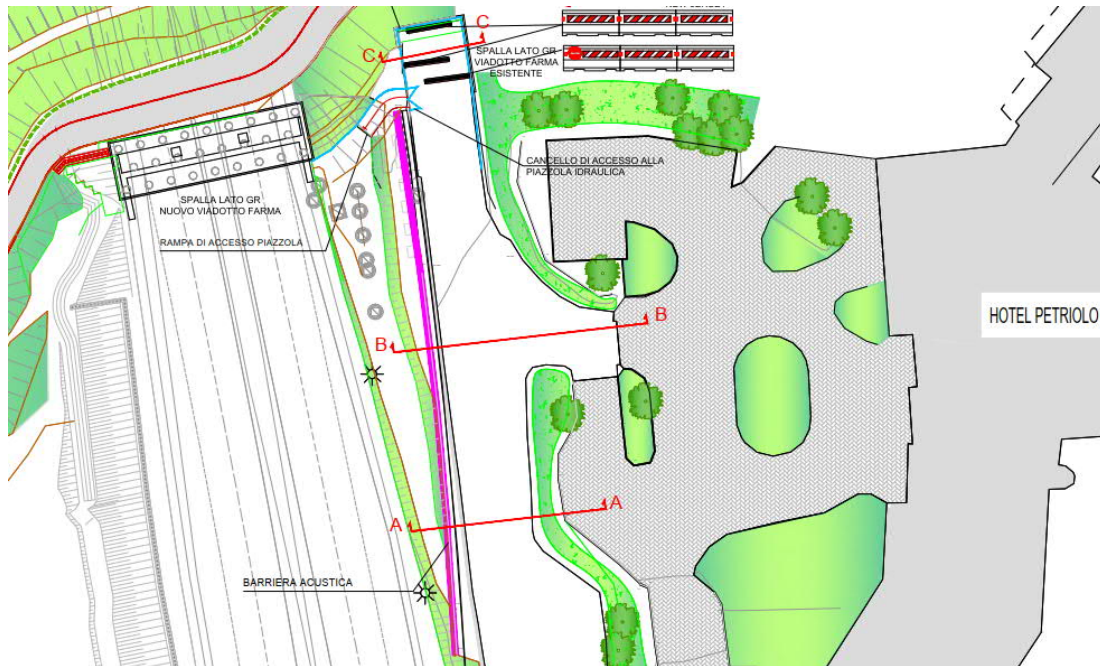 C
C
SPALLA LATO GR
VIADOTTO FARMA
ESISTENTE
CANCELLO DI ACCESSO ALLA
PIAZZOLA IDRAULICA
SPALLA LATO GR
NUOVO VIADOTTO FARMA
RAMPA DI ACCESSO PIAZZOLA
HOTEL PETRIOLO
B
B
A
A
BARRIERA ACUSTICA